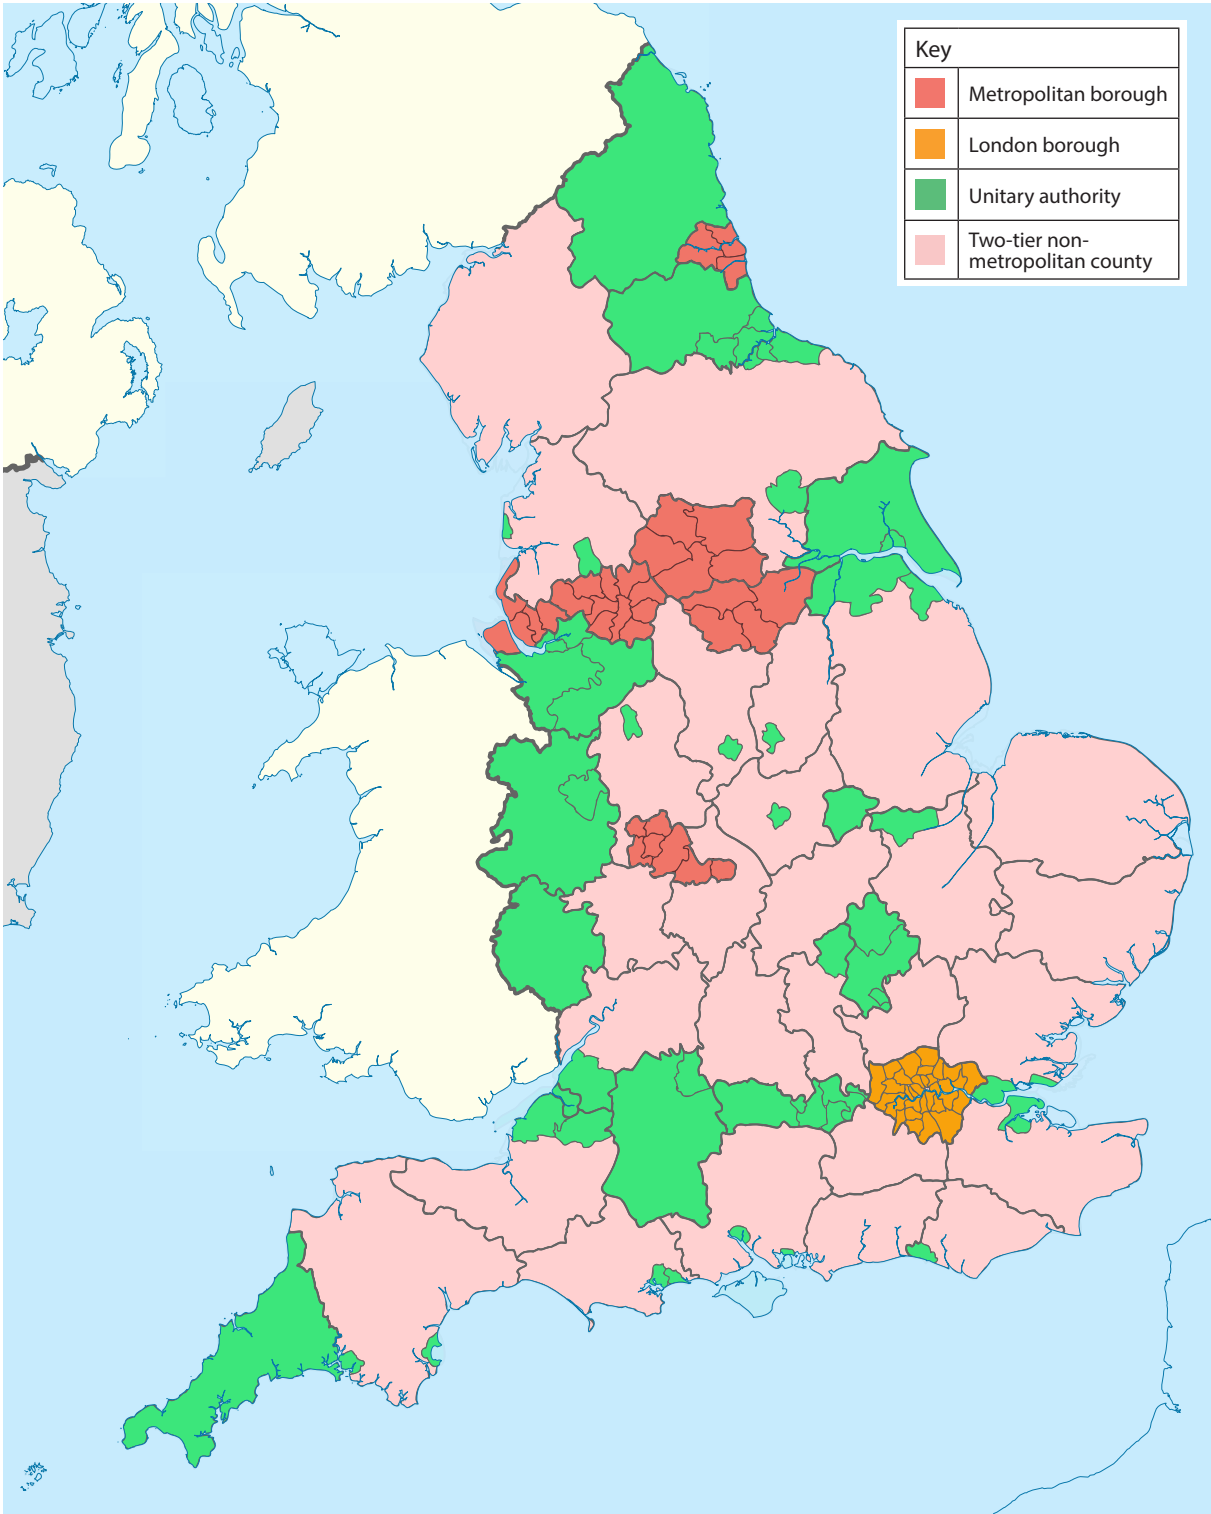 Key
Metropolitan borough
London borough
Unitary authority
Two-tier non-
metropolitan county